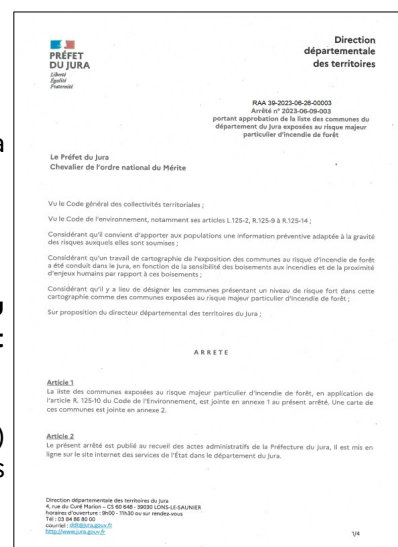 Direction
départementale
des territoires
PRÉFET
DU JURA
Liberté
Égalité
Fraternité
RAA 39-2023-06-26-00003
Arrêté n° 2023-06-09-003
portant approbation de la liste des communes du
département du Jura exposées au risque majeur
particulier d'incendie de forêt
Le Préfet du Jura
Chevalier de l'ordre national du Mérite
Vu le Code général des collectivités territoriales ;
Vu le Code de l'environnement, notamment ses articles L125-2, R.125-9 à R.125-14 ;
Considérant qu'il convient d'apporter aux populations une information préventive adaptée à la gravité
des risques auxquels elles sont soumises ;
Considérant qu'un travail de cartographie de l'exposition des communes au risque d'incendie de forêt
a été conduit dans le Jura, en fonction de la sensibilité des boisements aux incendies et de la proximité
d'enjeux humains par rapport à ces boisements ;
Considérant qu'il y a lieu de désigner les communes présentant un niveau de risque fort dans cette
cartographie comme des communes exposées au risque majeur particulier d'incendie de forêt ;
Sur proposition du directeur départemental des territoires du Jura ;
ARRETE
Article 1
La liste des communes exposées au risque majeur particulier d'incendie de forêt, en application de
l'article R. 125-10 du Code de l'Environnement, est jointe en annexe 1 au présent arrêté. Une carte de
ces communes est jointe en annexe 2.
Article 2
Le présent arrêté est publié au recueil des actes administratifs de la Préfecture du Jura, il est mis en
ligne sur le site internet des services de l'État dans le département du Jura.
Direction départementale des territoires du Jura
4, rue du Curé Marion – CS 60 648 - 39030 LONS-LE-SAUNIER
horaires d'ouverture : 9h00 - 11h30 ou sur rendez-vous
Tél : 03 84 86 80 00
courriel : ddt@jura.gouv.fr
http://www.jura.gouv.fr
1/4